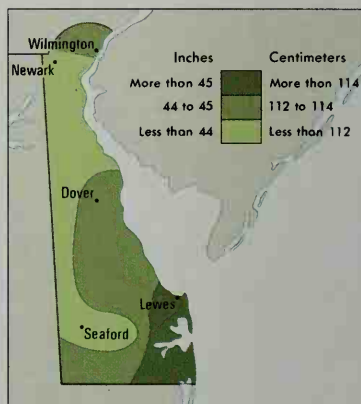 Wilmington
Newark
Inches Centimeters
More than 45 More than 114
44 to 45 112 to 114
Less than 44 Less than 112
Dover
Lewes
Seaford